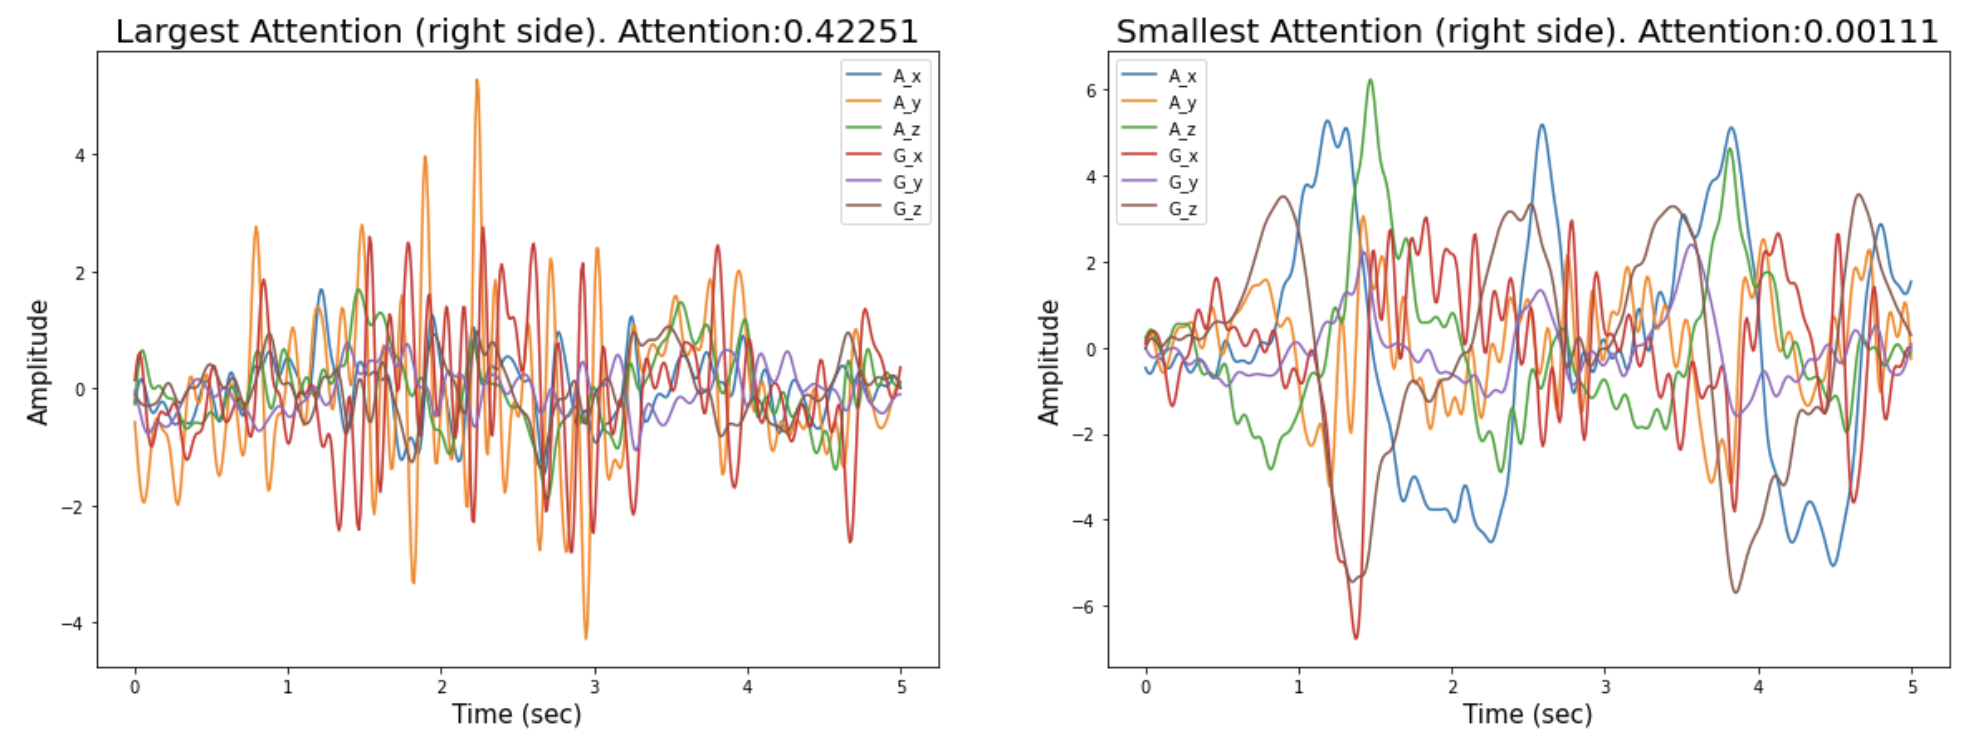 Largest Attention (right side). Attention:0.42251
A_x
A_y
A_z
G_x
G_y
G_z
4
2
0
−2
−4
Amplitude
0 1 2 3 4 5
Time (sec)
Smallest Attention (right side). Attention:0.00111
A_x
A_y
A_z
G_x
G_y
G_z
6
4
2
0
−2
−4
−6
Amplitude
0 1 2 3 4 5
Time (sec)